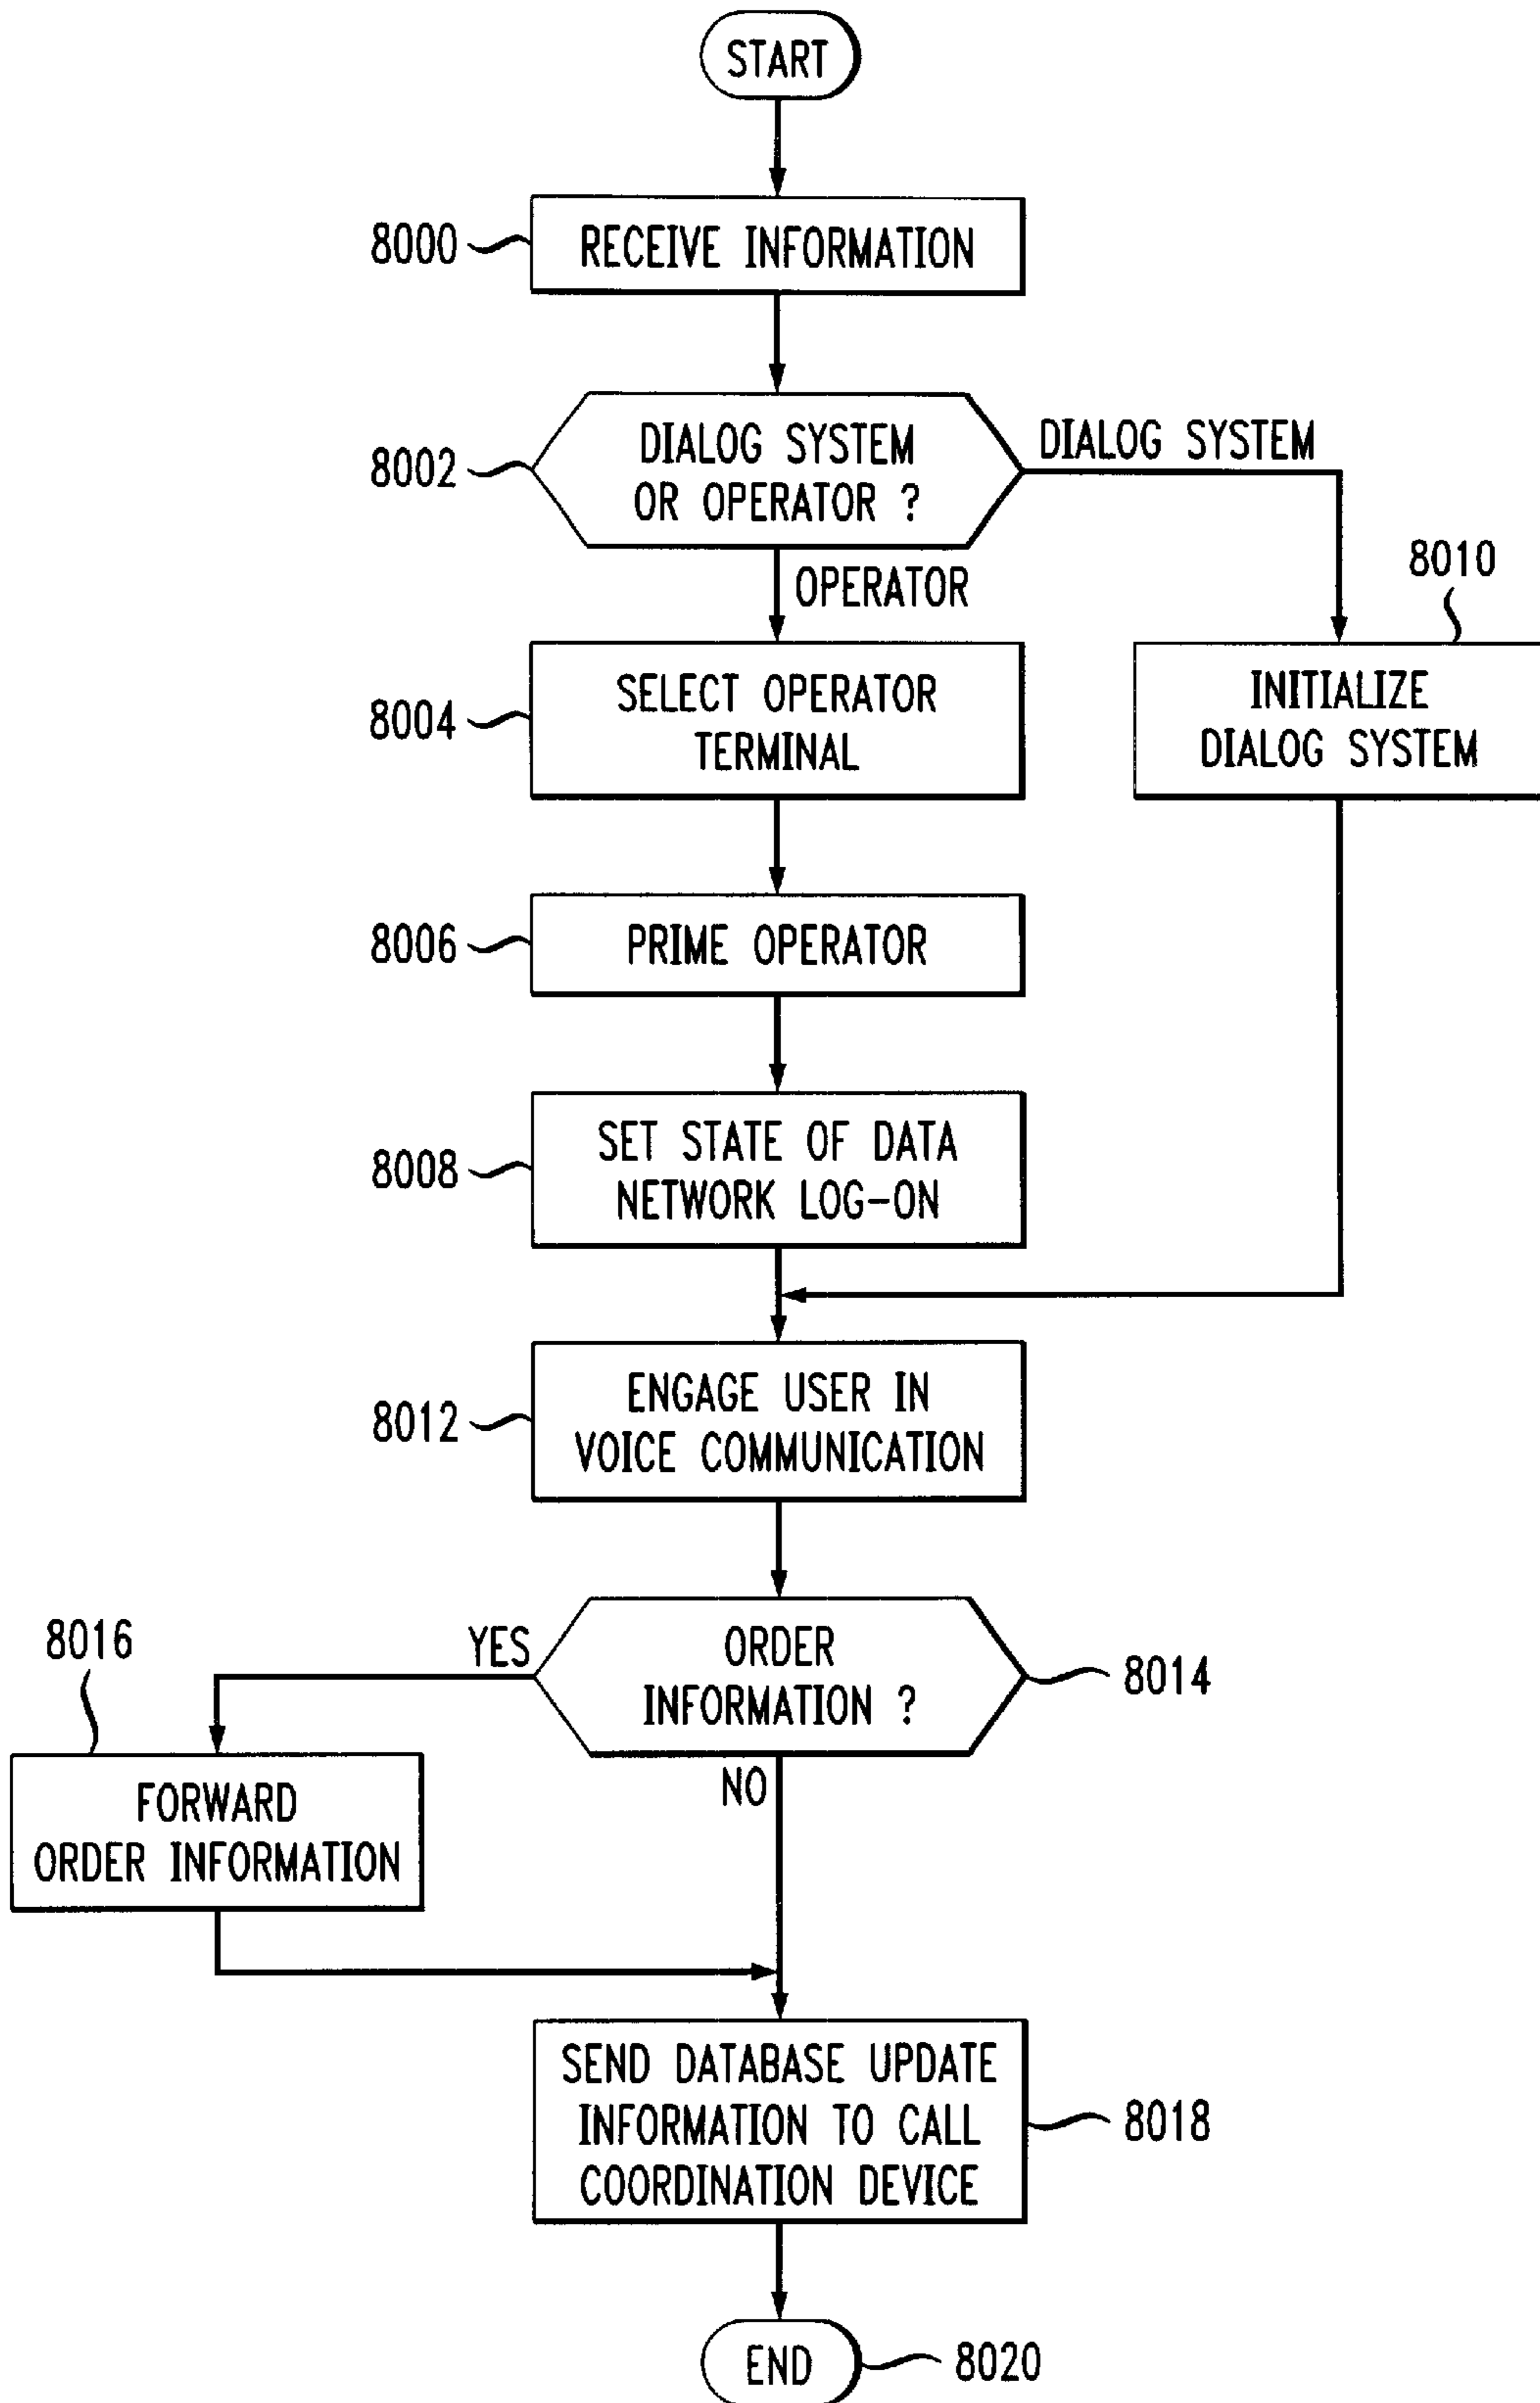 START
8000
RECEIVE INFORMATION
8002
DIALOG SYSTEM
OR OPERATOR ?
DIALOG SYSTEM
OPERATOR
8004
SELECT OPERATOR
TERMINAL
8010
INITIALIZE
DIALOG SYSTEM
8006
PRIME OPERATOR
8008
SET STATE OF DATA
NETWORK LOG-ON
8012
ENGAGE USER IN
VOICE COMMUNICATION
8014
ORDER
INFORMATION ?
YES
NO
8016
FORWARD
ORDER INFORMATION
SEND DATABASE UPDATE
INFORMATION TO CALL
COORDINATION DEVICE
8018
END
8020